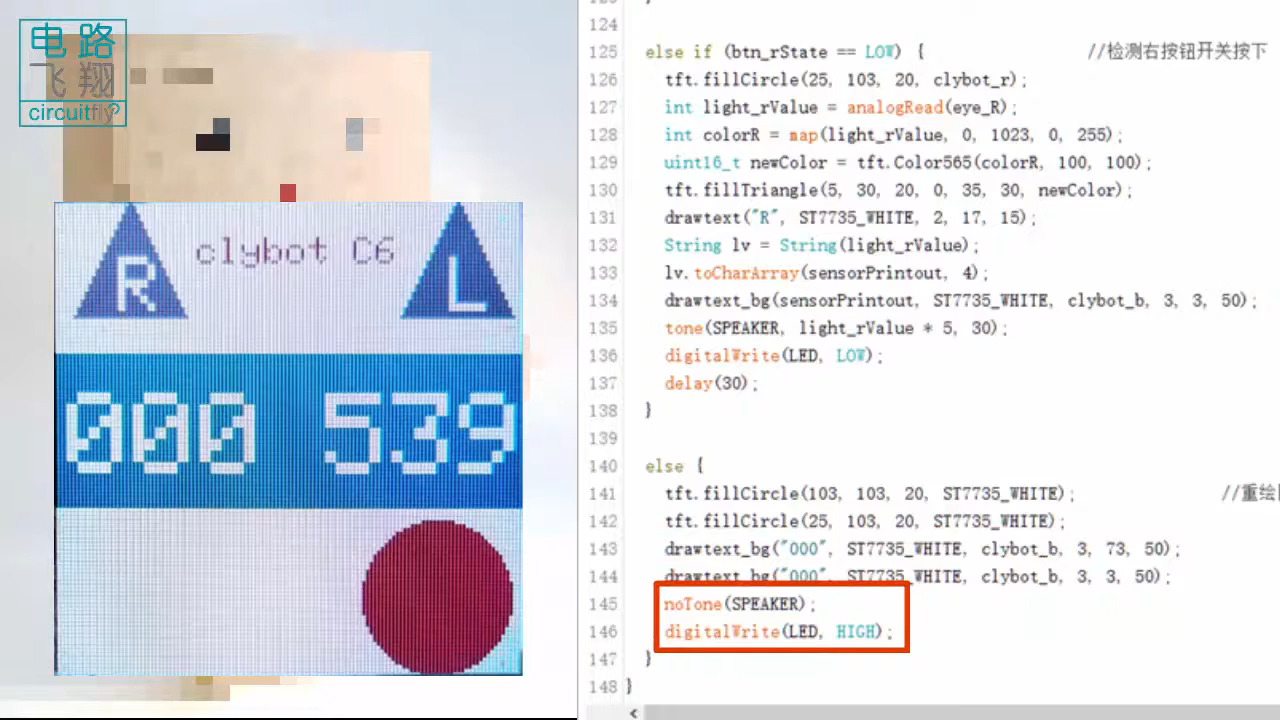 电路
飞翔
circuitfly
R
clybot C6
L
000 539
124
125 else if (btn_rState == LOW) { //检测右按钮开关按下
126 tft.fillCircle(25, 103, 20, clybot_r);
127 int light_rValue = analogRead(eye_R);
128 int colorR = map(light_rValue, 0, 1023, 0, 255);
129 uint16_t newColor = tft.Color565(colorR, 100, 100);
130 tft.fillTriangle(5, 30, 20, 0, 35, 30, newColor);
131 drawtext("R", ST7735_WHITE, 2, 17, 15);
132 String lv = String(light_rValue);
133 lv.toCharArray(sensorPrintout, 4);
134 drawtext_bg(sensorPrintout, ST7735_WHITE, clybot_b, 3, 3, 50);
135 tone(SPEAKER, light_rValue * 5, 30);
136 digitalWrite(LED, LOW);
137 delay(30);
138 }
139
140 else {
141 tft.fillCircle(103, 103, 20, ST7735_WHITE); //重绘
142 tft.fillCircle(25, 103, 20, ST7735_WHITE);
143 drawtext_bg("000", ST7735_WHITE, clybot_b, 3, 73, 50);
144 drawtext_bg("000", ST7735_WHITE, clybot_b, 3, 3, 50);
145 noTone(SPEAKER);
146 digitalWrite(LED, HIGH);
147 }
148 }